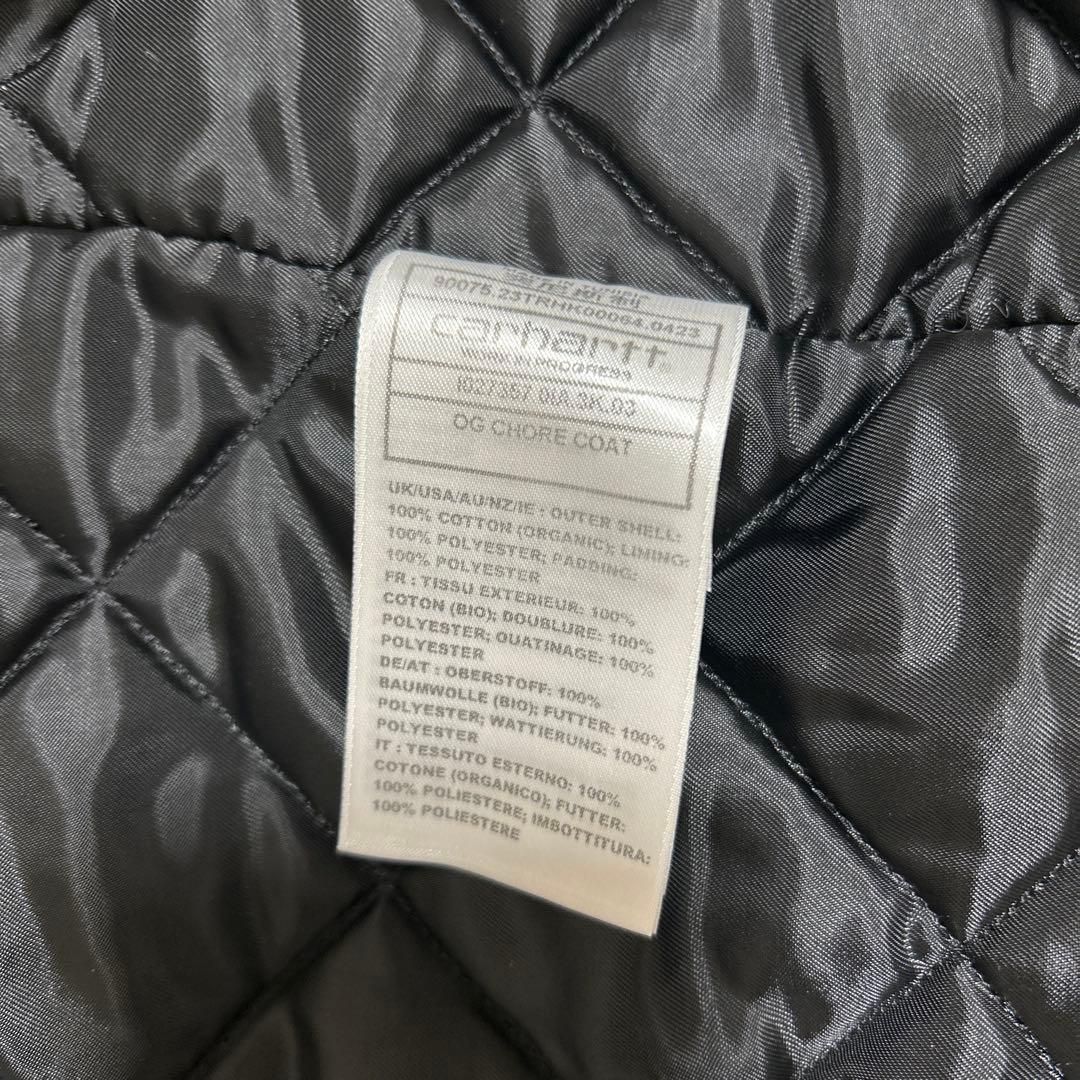 90075.23TRHK00064.0423
carhartt®
WORK IN PROGRESS
I027357 0IA.3K.03
OG CHORE COAT
UK/USA/AU/NZ/IE : OUTER SHELL:
100% COTTON (ORGANIC); LINING:
100% POLYESTER; PADDING:
100% POLYESTER
FR : TISSU EXTERIEUR: 100%
COTON (BIO); DOUBLURE: 100%
POLYESTER; OUATINAGE: 100%
POLYESTER
DE/AT : OBERSTOFF: 100%
BAUMWOLLE (BIO); FUTTER: 100%
POLYESTER; WATTIERUNG: 100%
POLYESTER
IT : TESSUTO ESTERNO: 100%
COTONE (ORGANICO); FUTTER:
100% POLIESTERE; IMBOTTITURA:
100% POLIESTERE